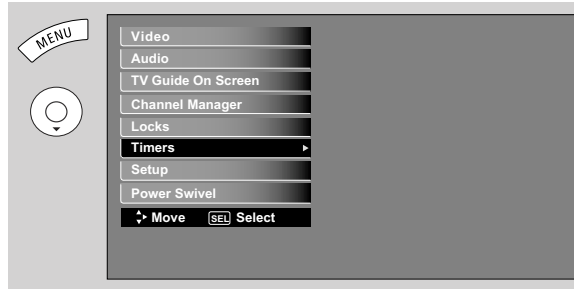 MENU
Video
Audio
TV Guide On Screen
Channel Manager
Locks
Timers
Setup
Power Swivel
Move SEL Select